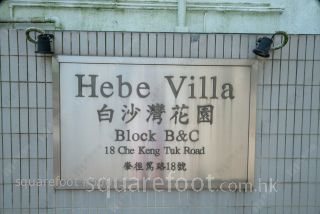 Hebe Villa
白沙灣花園
Block B&C
18 Che Keng Tuk Road
輋徑篤路18號
squarefoot
squarefoot.com.hk